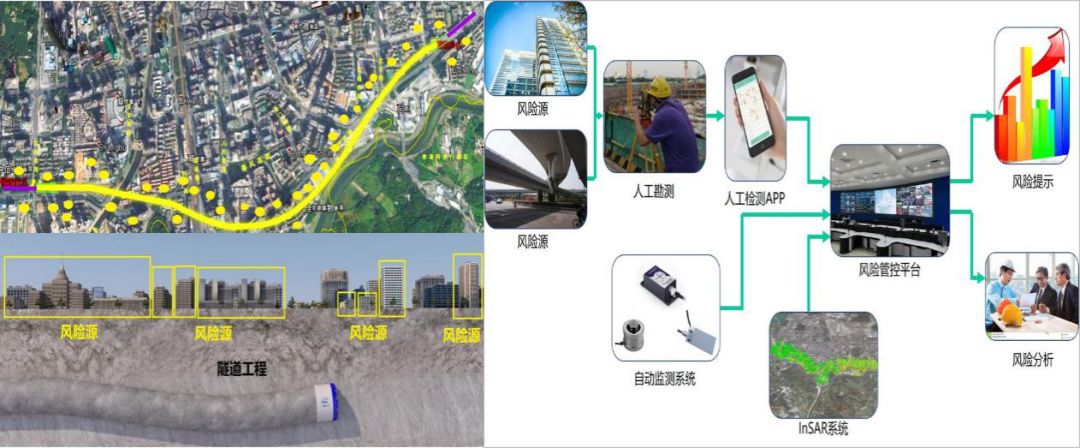 风险源
风险源
风险源
风险源
隧道工程
风险源
风险源
人工勘测
人工检测APP
风险管控平台
自动监测系统
InSAR系统
风险提示
风险分析